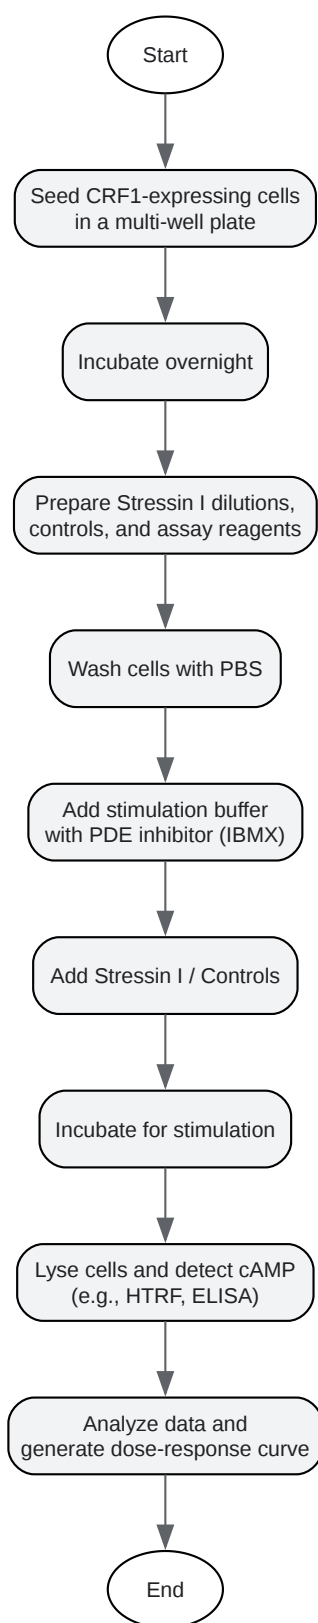 Start
Seed CRF1-expressing cells
in a multi-well plate
Incubate overnight
Prepare Stressin I dilutions,
controls, and assay reagents
Wash cells with PBS
Add stimulation buffer
with PDE inhibitor (IBMX)
Add Stressin I / Controls
Incubate for stimulation
Lyse cells and detect cAMP
(e.g., HTRF, ELISA)
Analyze data and
generate dose-response curve
End